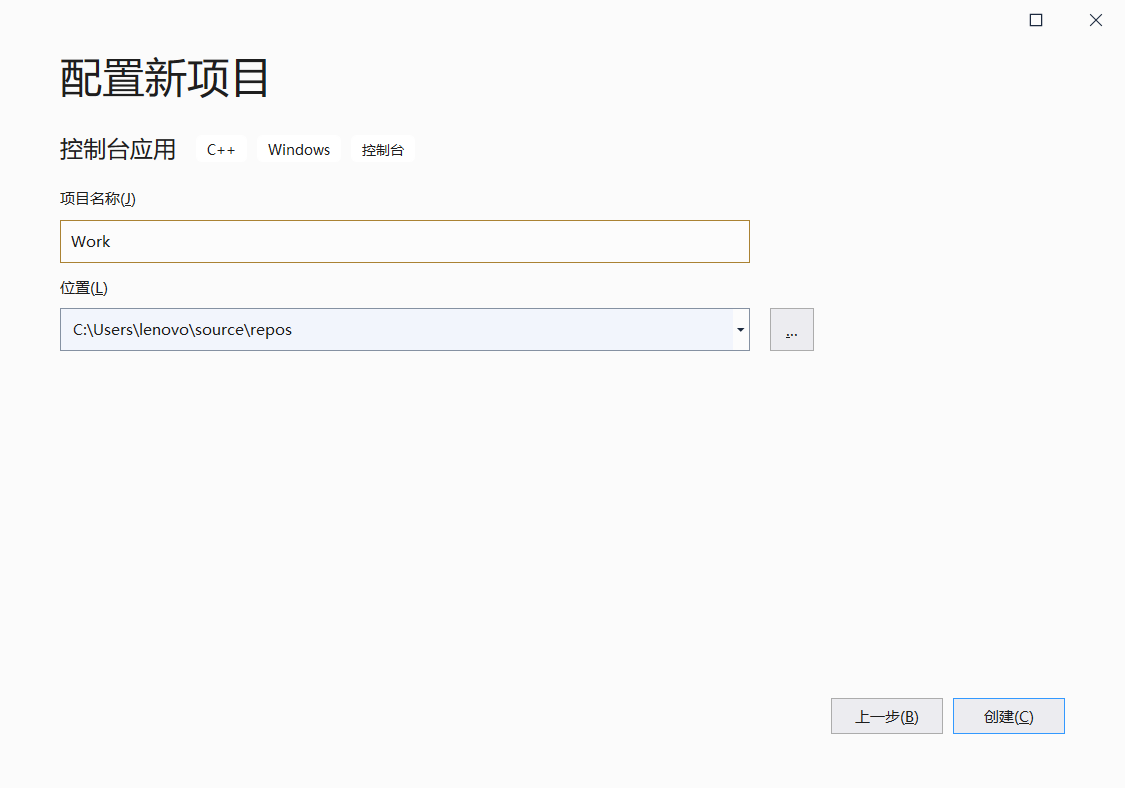 配置新项目
控制台应用 C++ Windows 控制台
项目名称(J)
Work
位置(L)
C:\Users\lenovo\source\repos
...
上一步(B) 创建(C)